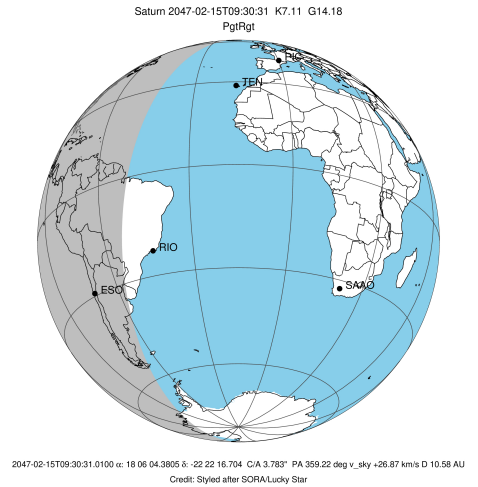 Saturn 2047-02-15T09:30:31 K7.11 G14.18
PgtRgt
PIC
TEN
RIO
ESO
SAAO
2047-02-15T09:30:31.0100 α: 18 06 04.3805 δ: -22 22 16.704 C/A 3.783" PA 359.22 deg v_sky +26.87 km/s D 10.58 AU
Credit: Styled after SORA/Lucky Star